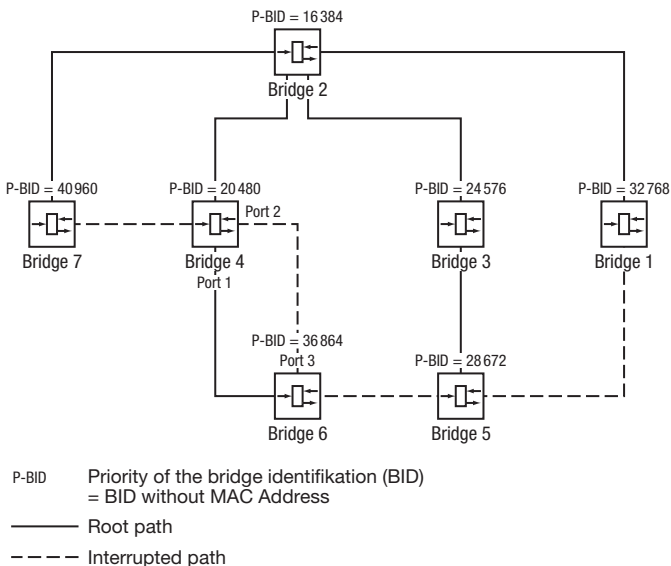 P-BID = 16 384
Bridge 2
P-BID = 40 960
P-BID = 20 480
P-BID = 24 576
P-BID = 32 768
Port 2
Bridge 7
Bridge 4
Bridge 3
Bridge 1
Port 1
P-BID = 36 864
Port 3
P-BID = 28 672
Bridge 6
Bridge 5
P-BID Priority of the bridge identifikation (BID)
= BID without MAC Address
Root path
Interrupted path